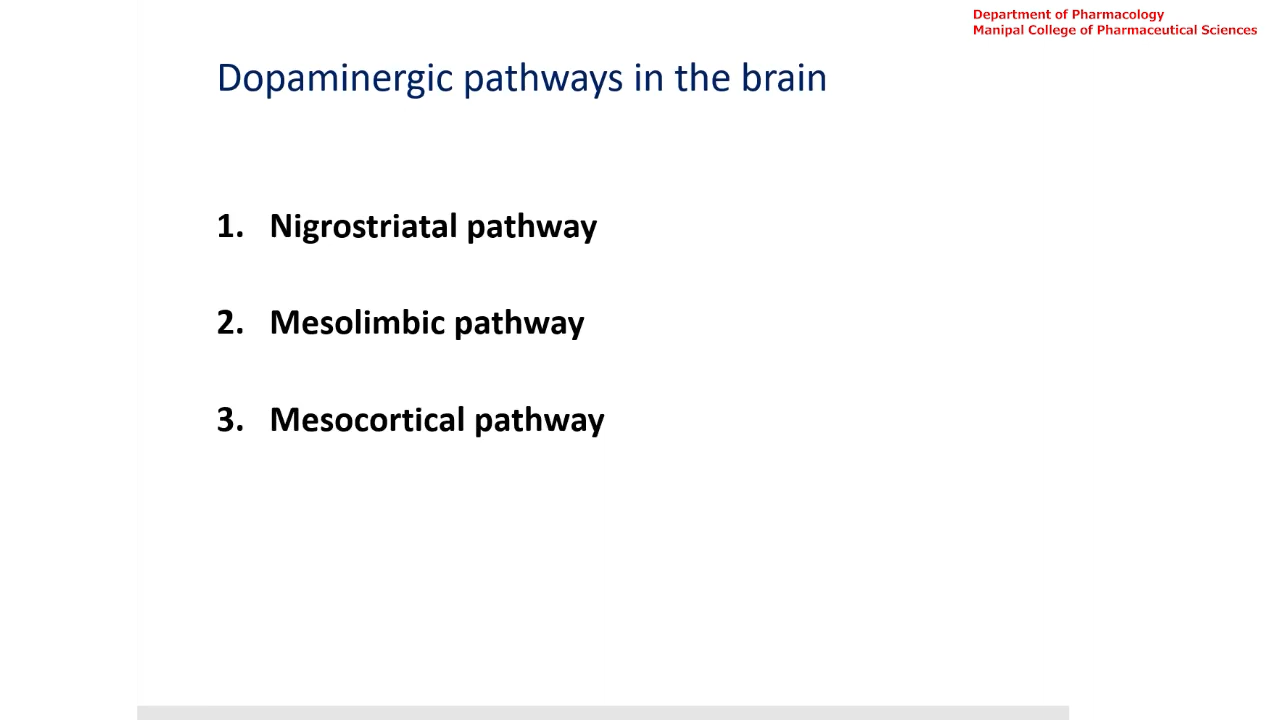 Department of Pharmacology
Manipal College of Pharmaceutical Sciences
Dopaminergic pathways in the brain
1. Nigrostriatal pathway
2. Mesolimbic pathway
3. Mesocortical pathway